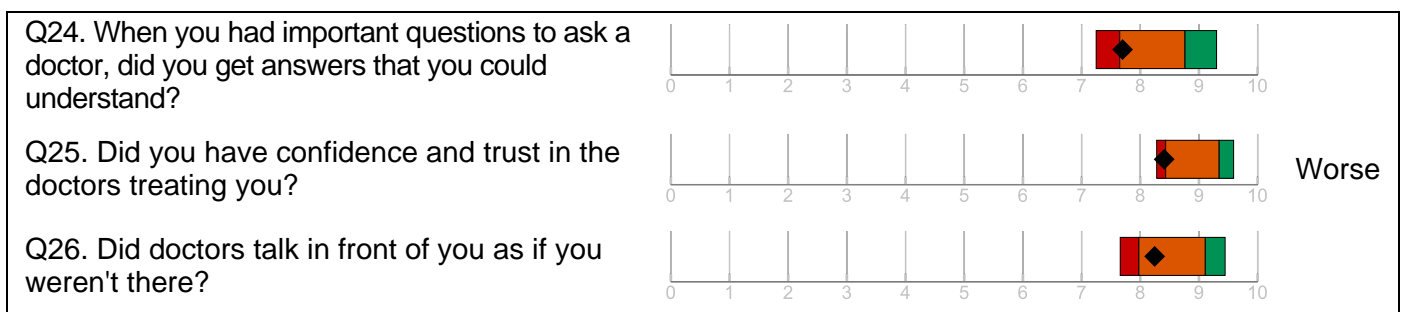 Q24. When you had important questions to ask a
doctor, did you get answers that you could
understand?
0 1 2 3 4 5 6 7 8 9 10
Q25. Did you have confidence and trust in the
doctors treating you?
Worse
0 1 2 3 4 5 6 7 8 9 10
Q26. Did doctors talk in front of you as if you
weren't there?
0 1 2 3 4 5 6 7 8 9 10